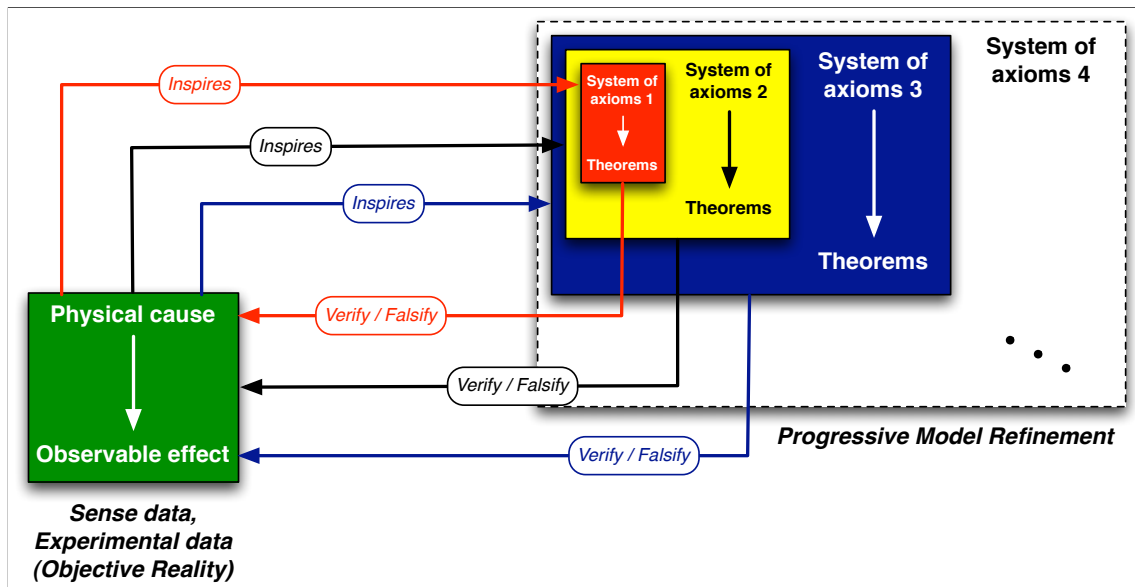 Inspires
Inspires
Inspires
System of
axioms 1
Theorems
System of
axioms 2
Theorems
System of
axioms 3
Theorems
System of
axioms 4
Physical cause
Observable effect
Verify / Falsify
Verify / Falsify
Verify / Falsify
Progressive Model Refinement
Sense data,
Experimental data
(Objective Reality)